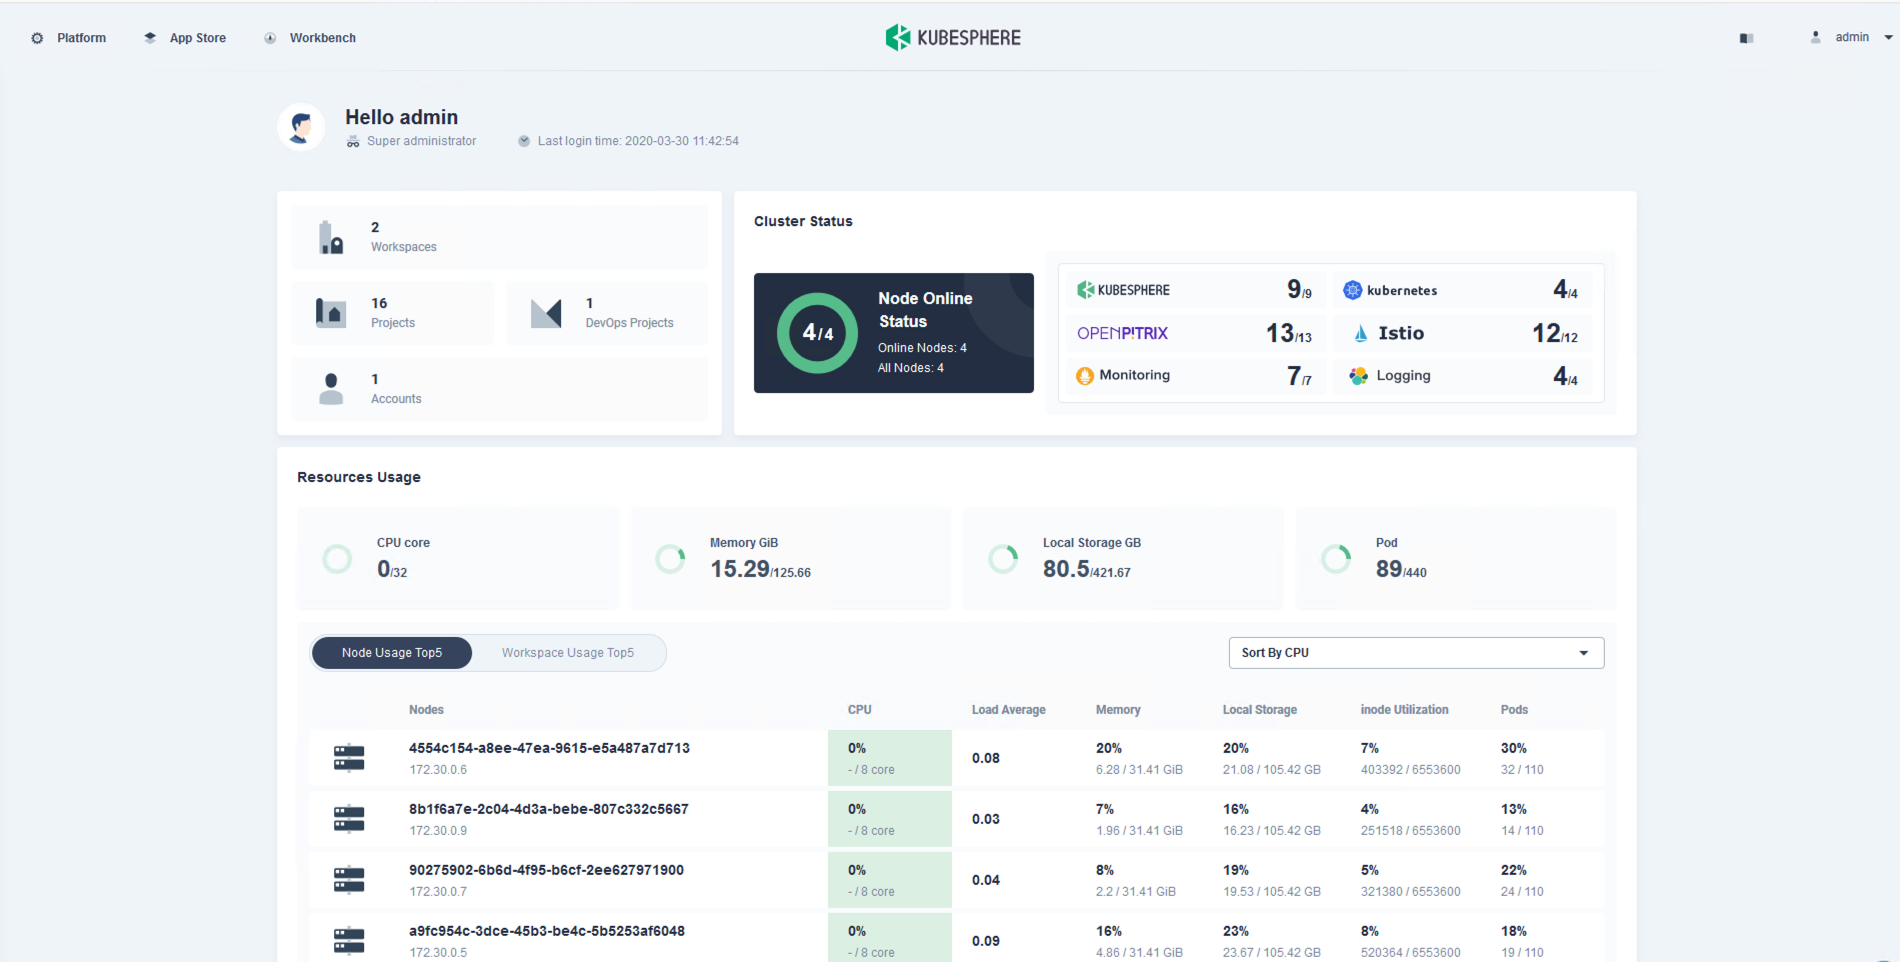 Platform
App Store
Workbench
KUBESPHERE
admin
Hello admin
Super administrator
Last login time: 2020-03-30 11:42:54
2
Workspaces
16
Projects
1
DevOps Projects
1
Accounts
Cluster Status
4/4
Node Online
Status
Online Nodes: 4
All Nodes: 4
KUBESPHERE
9/9
kubernetes
4/4
OPENPITRIX
13/13
Istio
12/12
Monitoring
7/7
Logging
4/4
Resources Usage
CPU core
0/32
Memory GiB
15.29/125.66
Local Storage GB
80.5/421.67
Pod
89/440
Node Usage Top5
Workspace Usage Top5
Sort By CPU
Nodes CPU Load Average Memory Local Storage inode Utilization Pods
4554c154-a8ee-47ea-9615-e5a487a7d713 0% 0.08 20% 20% 7% 30%
172.30.0.6 - / 8 core 6.28 / 31.41 GiB 21.08 / 105.42 GB 403392 / 6553600 32 / 110
8b1f6a7e-2c04-4d3a-bebe-807c332c5667 0% 0.03 7% 16% 4% 13%
172.30.0.9 - / 8 core 1.96 / 31.41 GiB 16.23 / 105.42 GB 251518 / 6553600 14 / 110
90275902-6b6d-4f95-b6cf-2ee627971900 0% 0.04 8% 19% 5% 22%
172.30.0.7 - / 8 core 2.2 / 31.41 GiB 19.53 / 105.42 GB 321380 / 6553600 24 / 110
a9fc954c-3dce-45b3-be4c-5b5253af6048 0% 0.09 16% 23% 8% 18%
172.30.0.5 - / 8 core 4.86 / 31.41 GiB 23.67 / 105.42 GB 520364 / 6553600 19 / 110